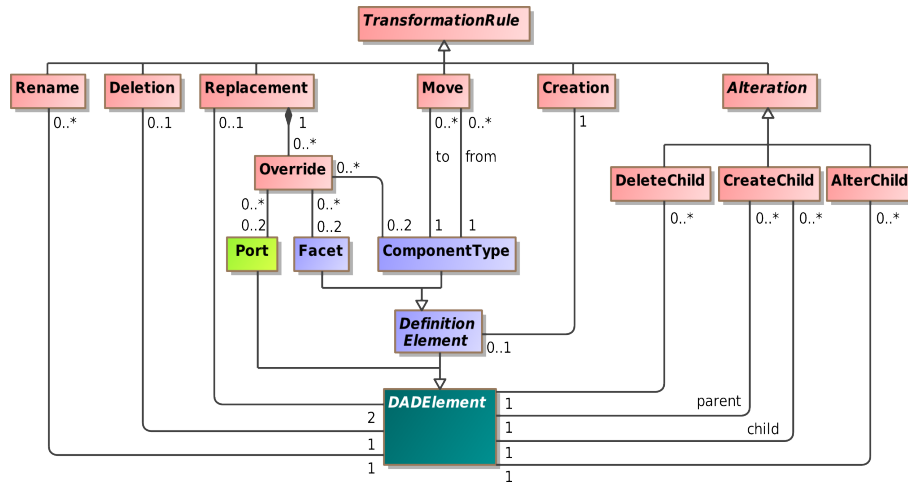 TransformationRule
Rename
Deletion
Replacement
Move
Creation
Alteration
0..*
0..1
0..1
1
0..*
0..*
1
0..*
to
from
Override
0..*
DeleteChild
CreateChild
AlterChild
0..*
0..2
0..*
0..2
0..2
1
1
0..*
0..*
0..*
0..*
Port
Facet
ComponentType
Definition
Element
0..1
DADElement
parent
child
2
1
1
1
1
1
1